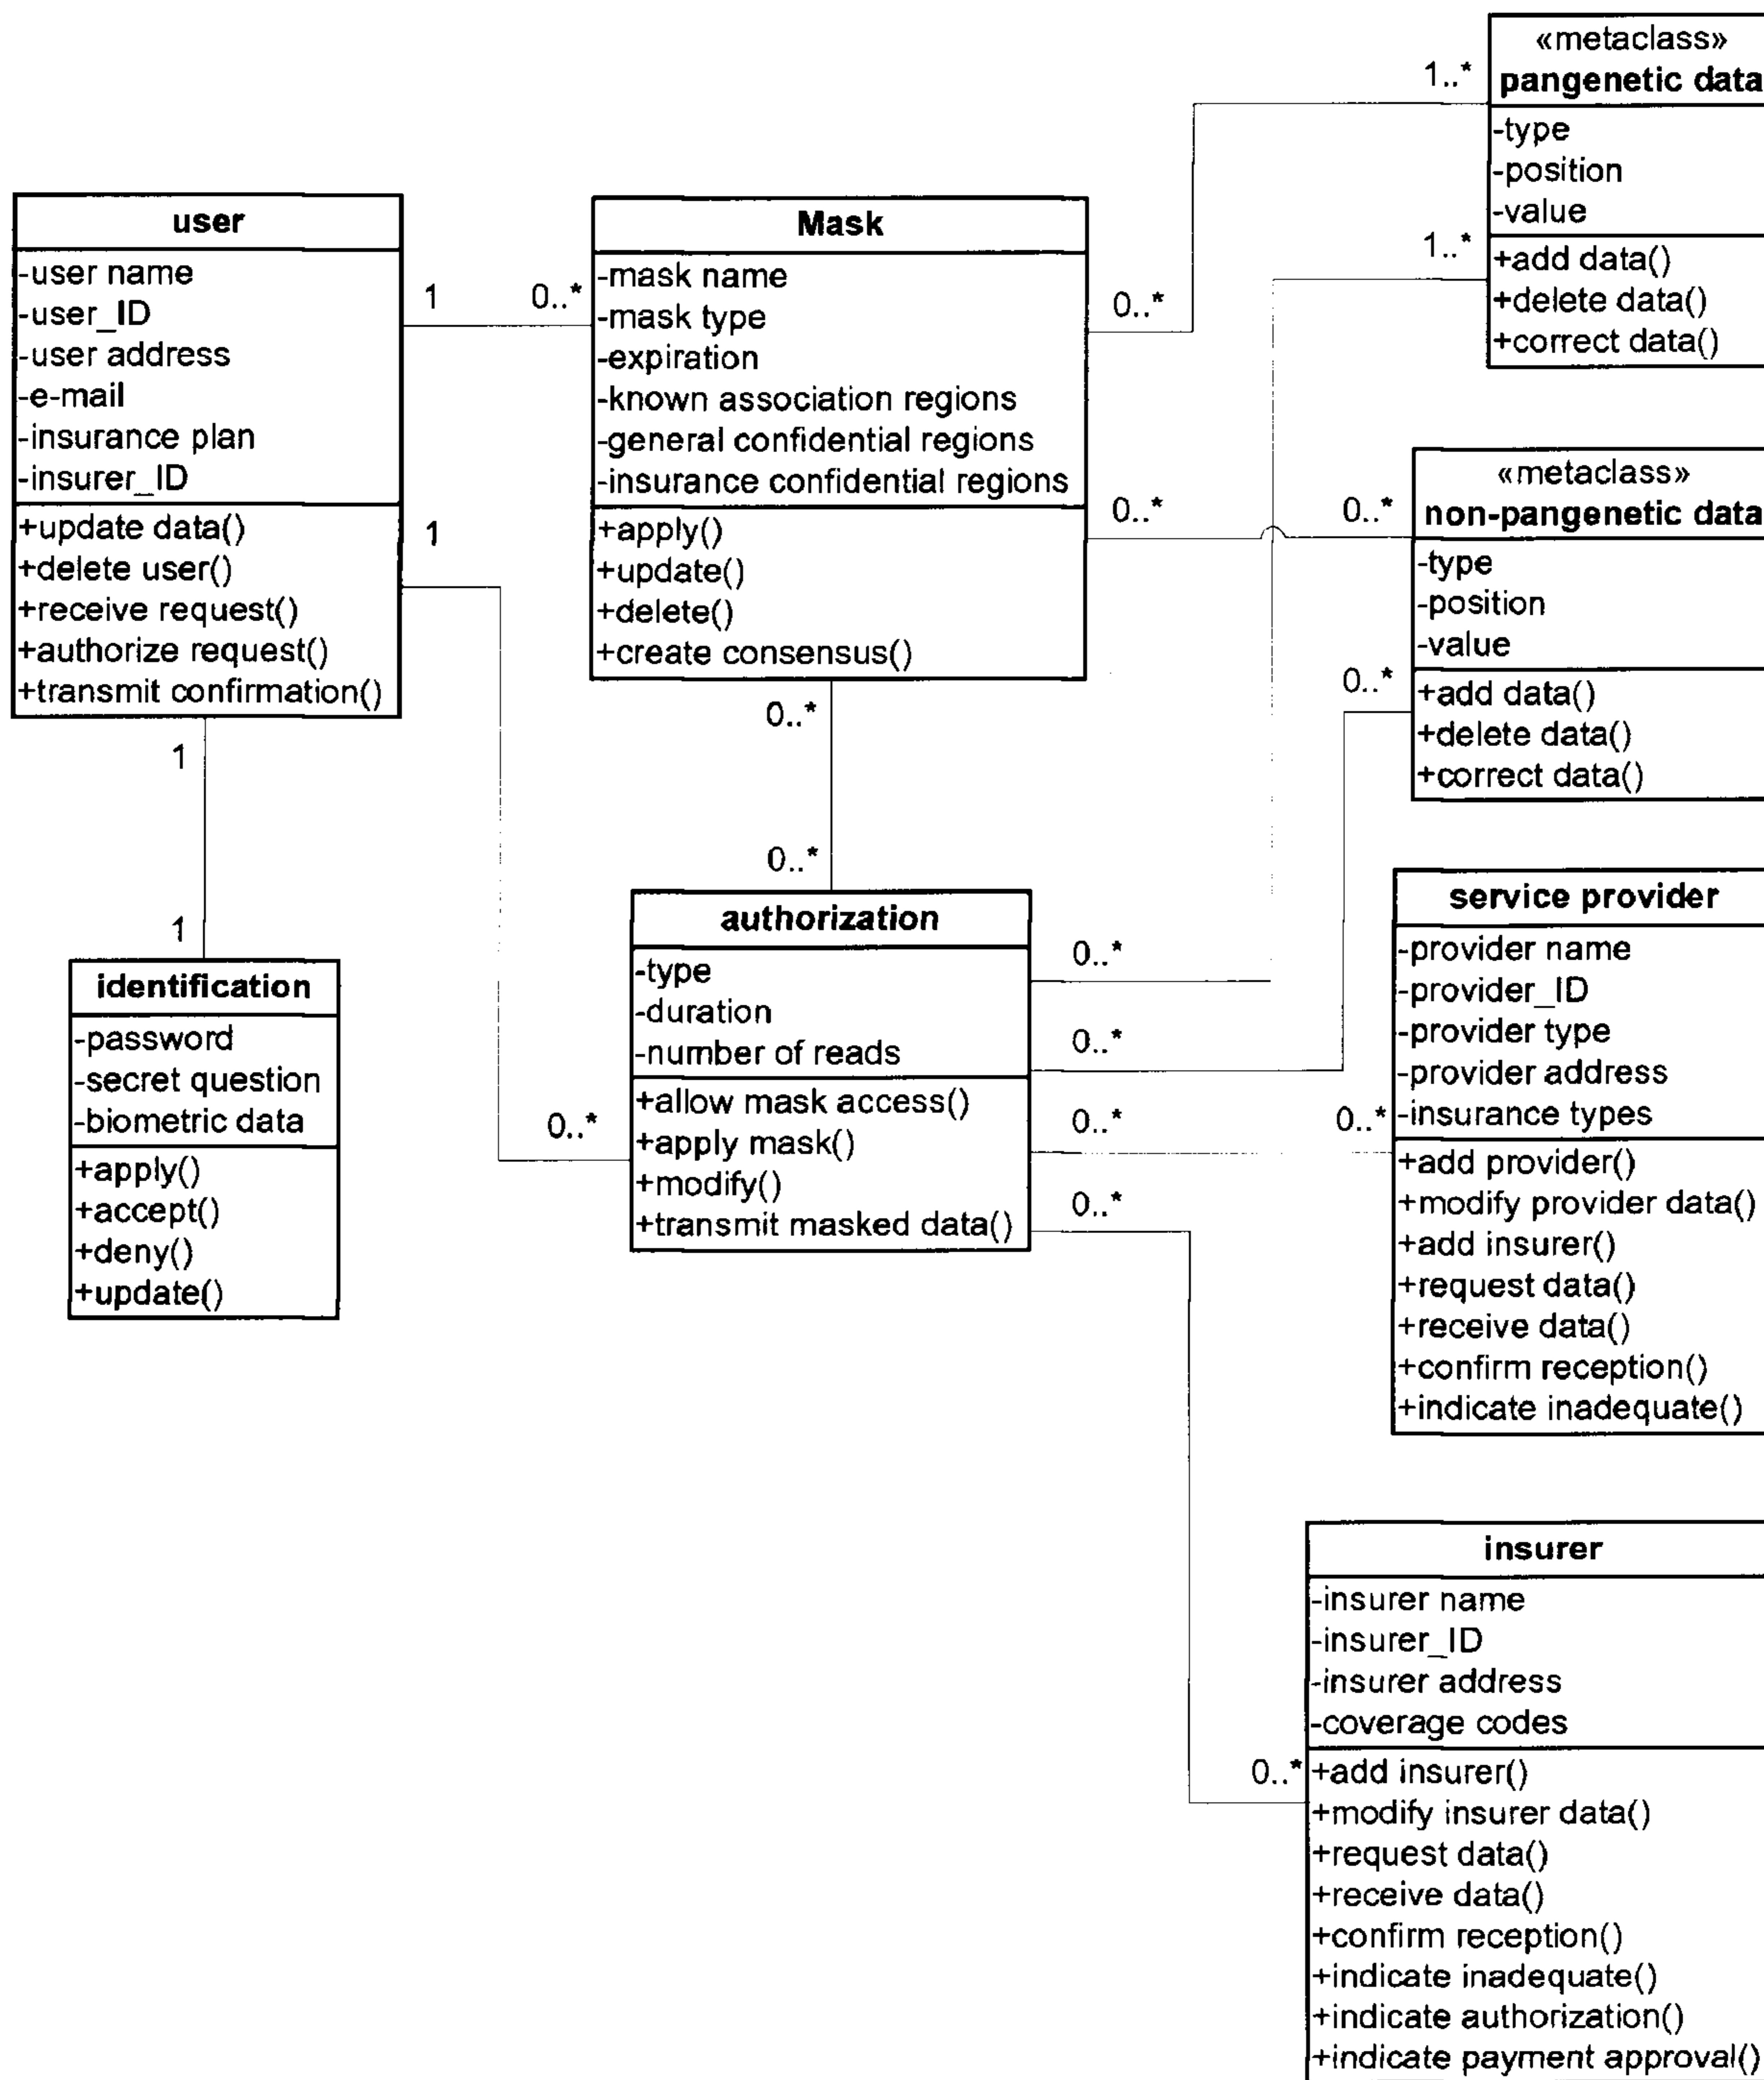 «metaclass»
pangenetic data
-type
-position
-value
+add data()
+delete data()
+correct data()
1..*
1..*
user
-user name
-user_ID
-user address
-e-mail
-insurance plan
-insurer_ID
+update data()
+delete user()
+receive request()
+authorize request()
+transmit confirmation()
1
0..*
1
1
Mask
-mask name
-mask type
-expiration
-known association regions
-general confidential regions
-insurance confidential regions
+apply()
+update()
+delete()
+create consensus()
0..*
0..*
0..*
0..*
0..*
«metaclass»
non-pangenetic data
-type
-position
-value
+add data()
+delete data()
+correct data()
0..*
1
identification
-password
-secret question
-biometric data
+apply()
+accept()
+deny()
+update()
0..*
authorization
-type
-duration
-number of reads
+allow mask access()
+apply mask()
+modify()
+transmit masked data()
0..*
0..*
0..*
0..*
0..*
service provider
-provider name
-provider_ID
-provider type
-provider address
-insurance types
+add provider()
+modify provider data()
+add insurer()
+request data()
+receive data()
+confirm reception()
+indicate inadequate()
insurer
-insurer name
-insurer_ID
-insurer address
-coverage codes
0..*
+add insurer()
+modify insurer data()
+request data()
+receive data()
+confirm reception()
+indicate inadequate()
+indicate authorization()
+indicate payment approval()